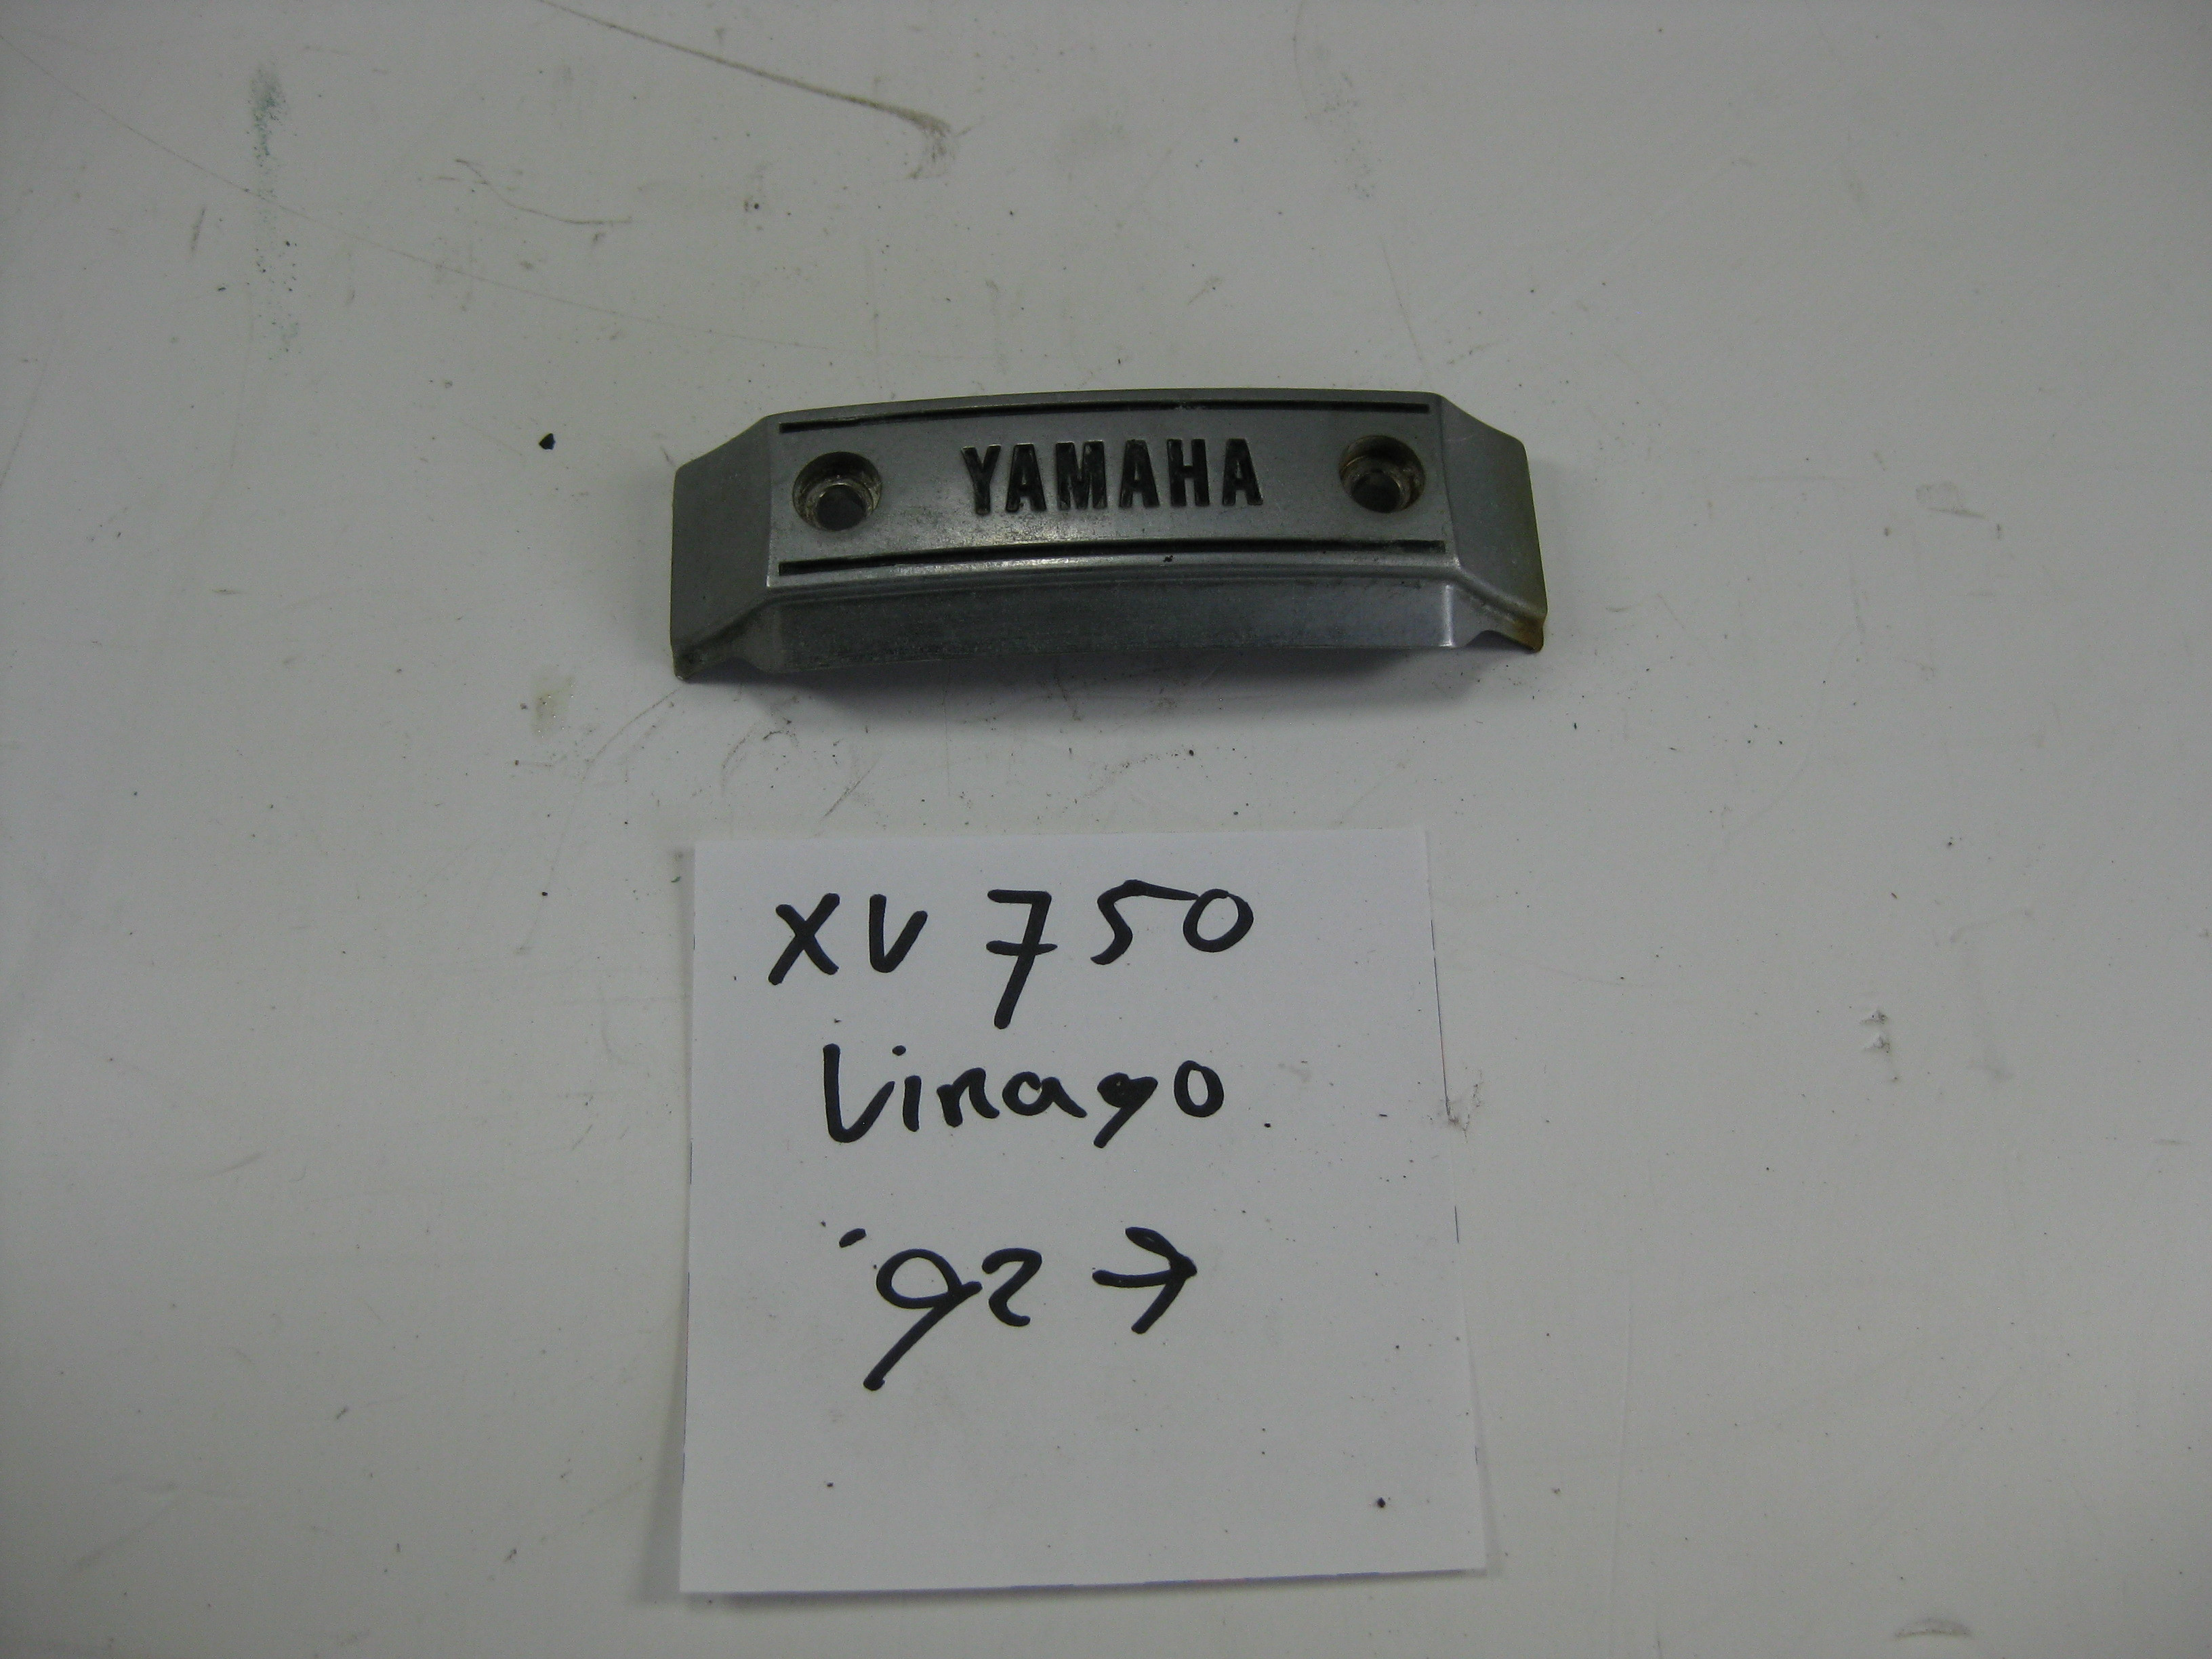 YAMAHA
XV 750
Virago
'92 →